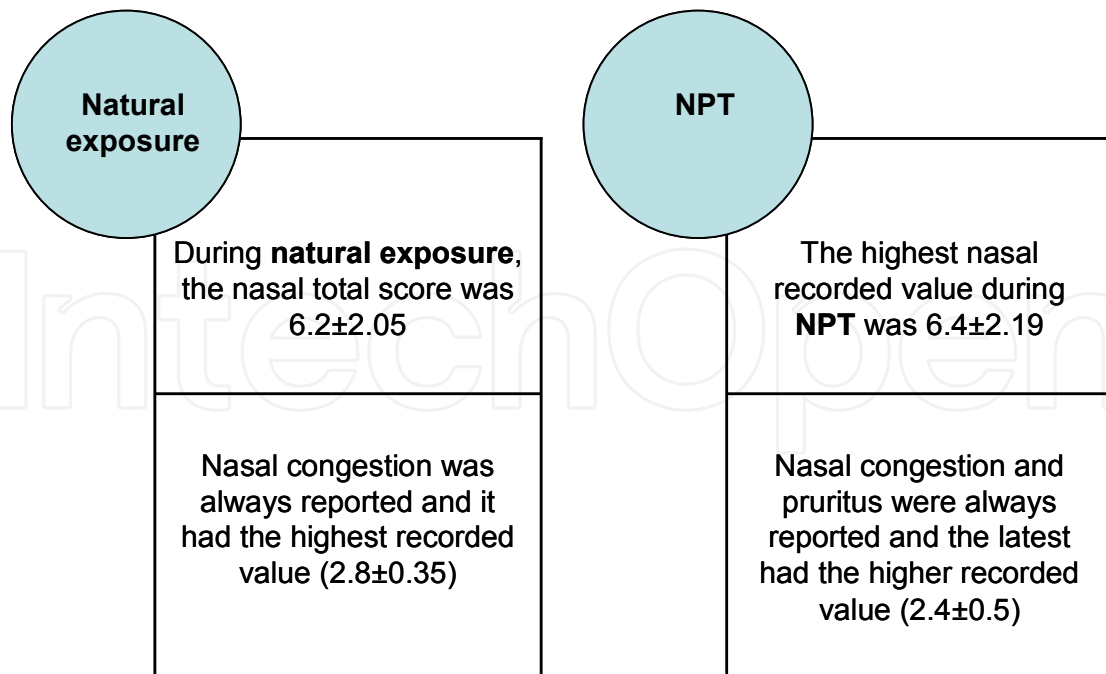 Natural
exposure
During natural exposure,
the nasal total score was
6.2±2.05
Nasal congestion was
always reported and it
had the highest recorded
value (2.8±0.35)
NPT
The highest nasal
recorded value during
NPT was 6.4±2.19
Nasal congestion and
pruritus were always
reported and the latest
had the higher recorded
value (2.4±0.5)
IntechOpen